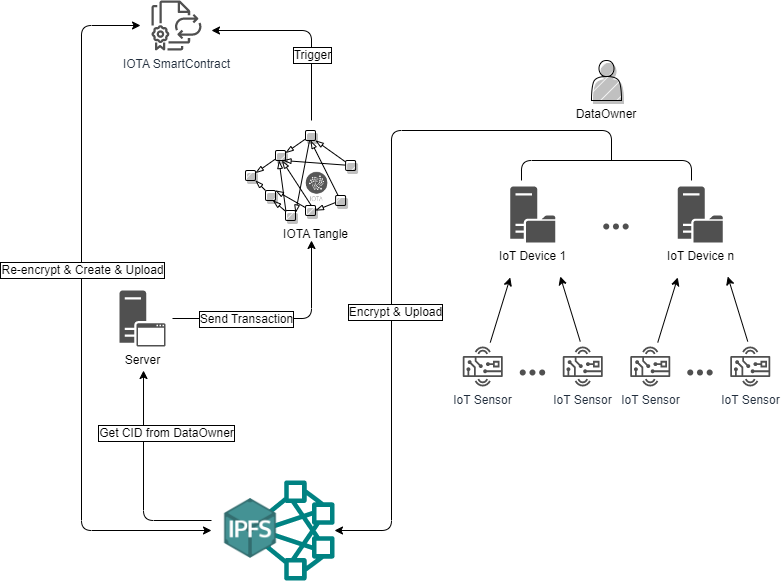 IOTA SmartContract
Trigger
DataOwner
IOTA
IOTA Tangle
IoT Device 1
IoT Device n
Re-encrypt & Create & Upload
Send Transaction
Encrypt & Upload
Server
IoT Sensor
IoT Sensor
IoT Sensor
IoT Sensor
Get CID from DataOwner
IPFS